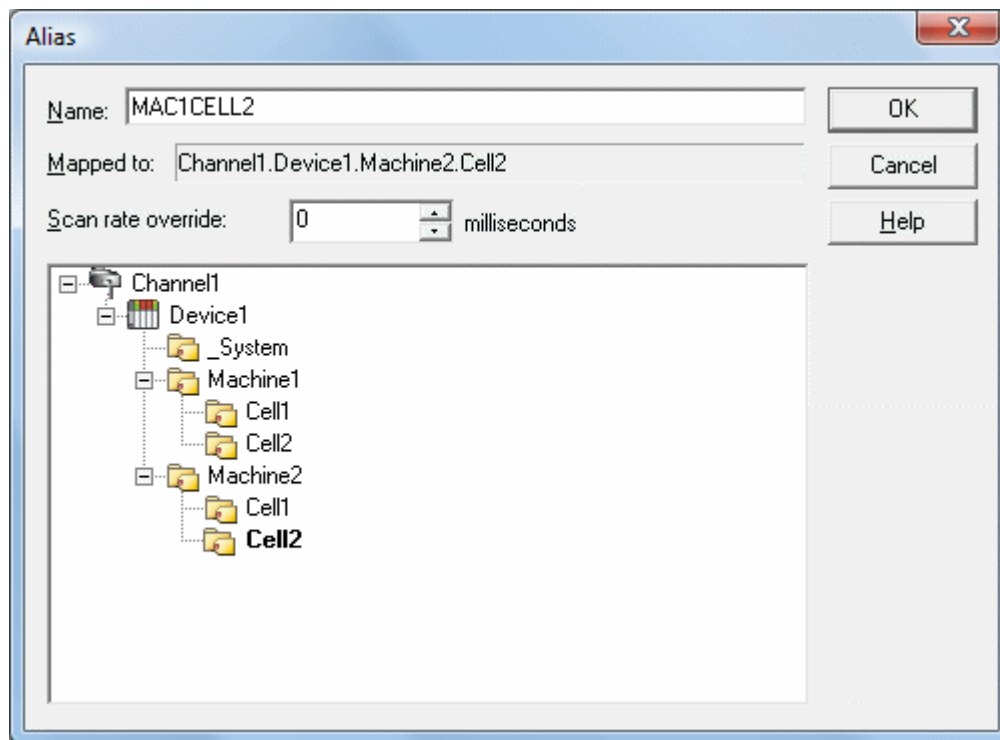 Alias
Name: MAC1CELL2
OK
Mapped to: Channel1.Device1.Machine2.Cell2
Cancel
Scan rate override: 0 milliseconds
Help
Channel1
Device1
_System
Machine1
Cell1
Cell2
Machine2
Cell1
Cell2